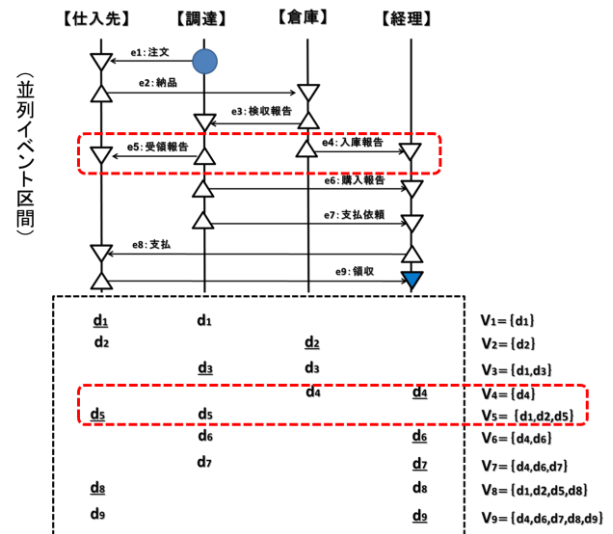 【仕入先】 【調達】 【倉庫】 【経理】
e1:注文
e2:納品
e3:検収報告
e5:受領報告 e4:入庫報告
e6:購入報告
e7:支払依頼
e8:支払
e9:領収
(並列イベント区間)
d1 d1 V1={d1}
d2 d2 V2={d2}
d3 d3 V3={d1,d3}
d4 d4 V4={d4}
d5 d5 V5={d1,d2,d5}
d6 d6 V6={d4,d6}
d7 d7 V7={d4,d6,d7}
d8 d8 V8={d1,d2,d5,d8}
d9 d9 V9={d4,d6,d7,d8,d9}